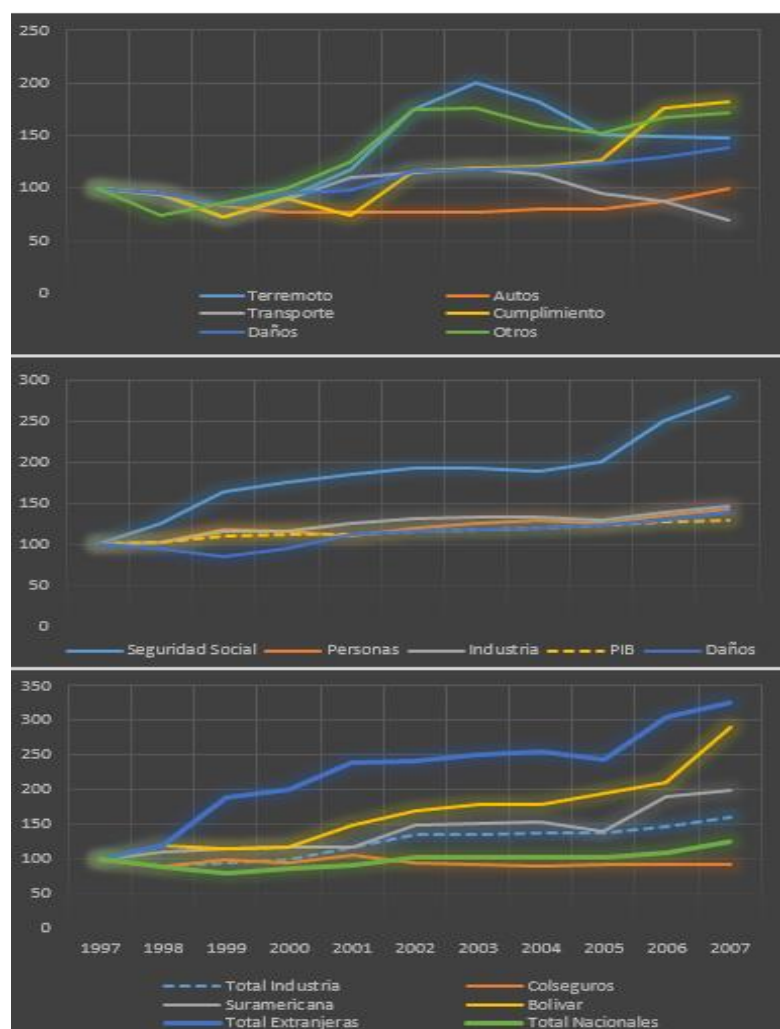 250
200
150
100
50
0
Terremoto Autos
Transporte Cumplimiento
Daños Otros
300
250
200
150
100
50
0
Seguridad Social Personas Industria PIB Daños
350
300
250
200
150
100
50
0
1997 1998 1999 2000 2001 2002 2003 2004 2005 2006 2007
Total Industria Colseguros
Suramericana Bolivar
Total Extranjeras Total Nacionales